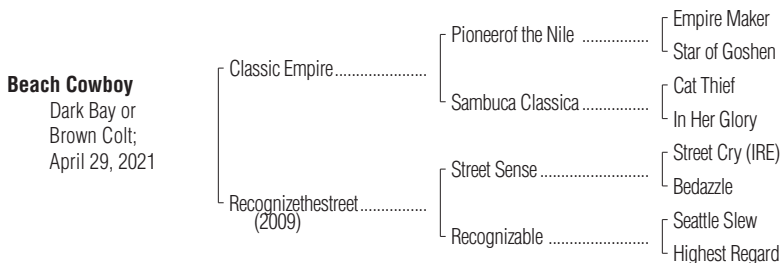 Beach Cowboy
Dark Bay or
Brown Colt;
April 29, 2021
Classic Empire
Recognizethestreet
(2009)
Pioneerof the Nile
Sambuca Classica
Street Sense
Recognizable
Empire Maker
Star of Goshen
Cat Thief
In Her Glory
Street Cry (IRE)
Bedazzle
Seattle Slew
Highest Regard